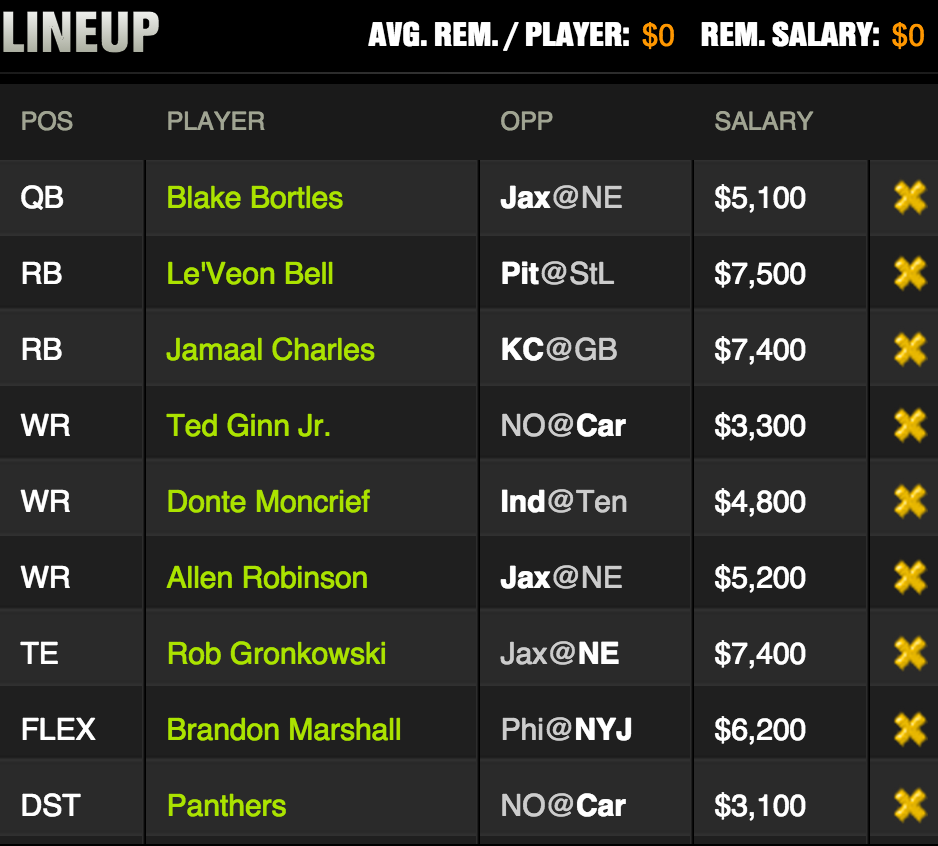 LINEUP AVG. REM. / PLAYER: $0 REM. SALARY: $0
POS PLAYER OPP SALARY
QB Blake Bortles Jax@NE $5,100
RB Le'Veon Bell Pit@StL $7,500
RB Jamaal Charles KC@GB $7,400
WR Ted Ginn Jr. NO@Car $3,300
WR Donte Moncrief Ind@Ten $4,800
WR Allen Robinson Jax@NE $5,200
TE Rob Gronkowski Jax@NE $7,400
FLEX Brandon Marshall Phi@NYJ $6,200
DST Panthers NO@Car $3,100